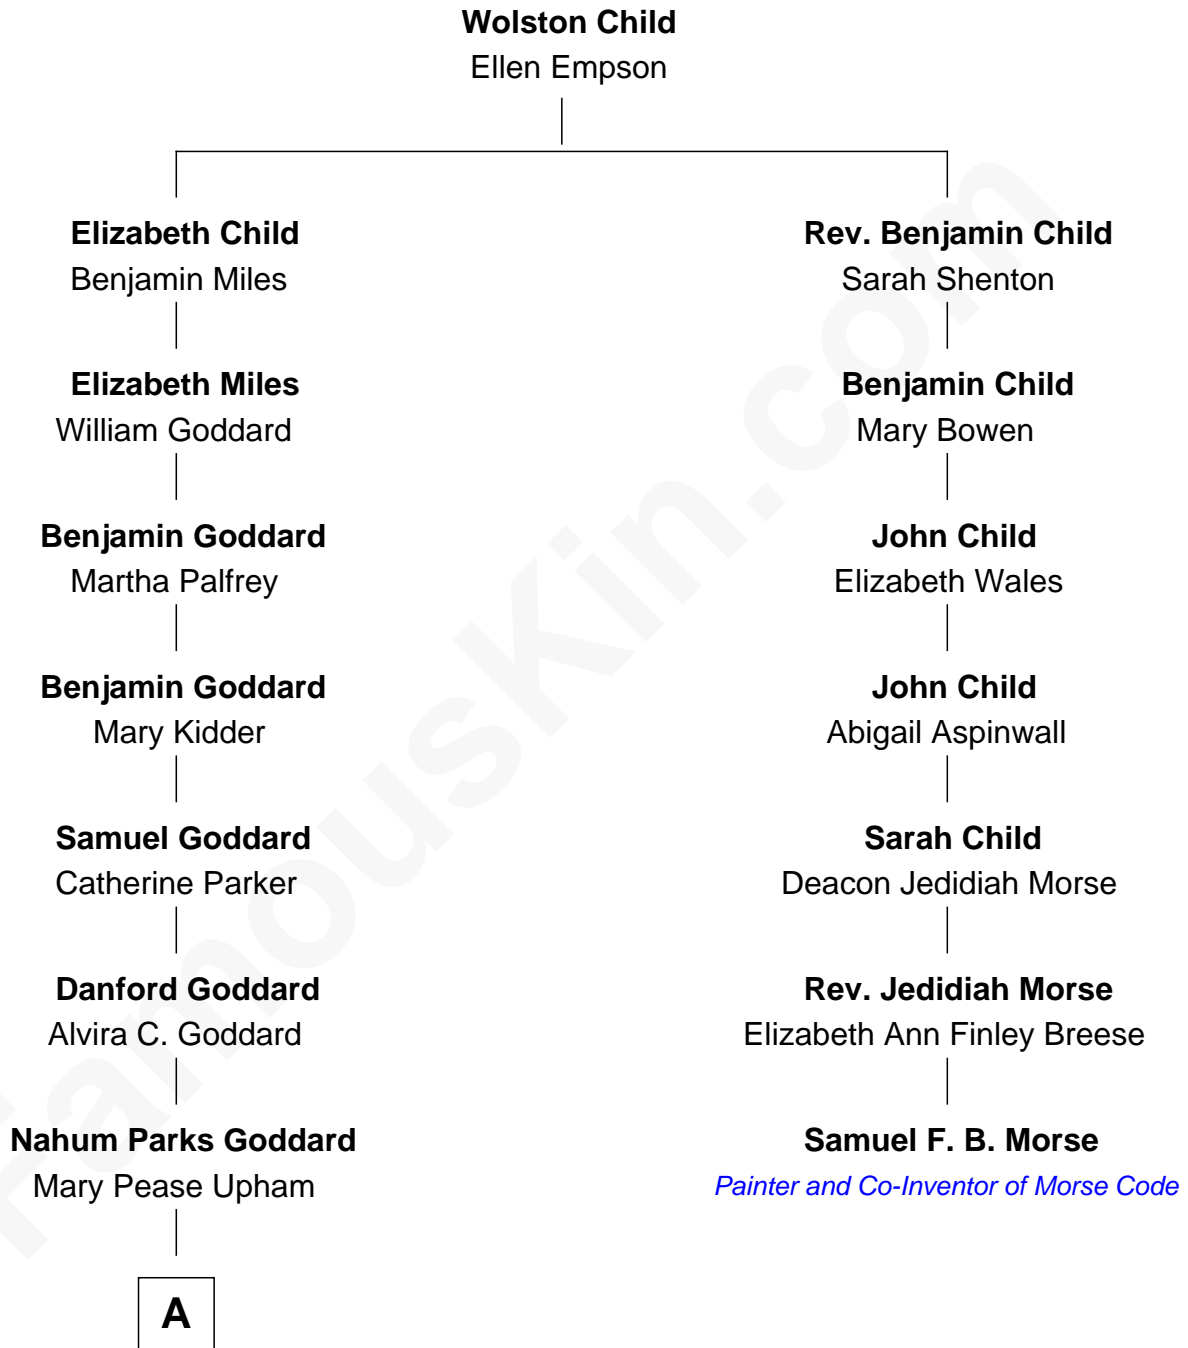 Wolston Child
Ellen Empson
Elizabeth Child
Benjamin Miles
Rev. Benjamin Child
Sarah Shenton
Elizabeth Miles
William Goddard
Benjamin Child
Mary Bowen
Benjamin Goddard
Martha Palfrey
John Child
Elizabeth Wales
Benjamin Goddard
Mary Kidder
John Child
Abigail Aspinwall
Samuel Goddard
Catherine Parker
Sarah Child
Deacon Jedidiah Morse
Danford Goddard
Alvira C. Goddard
Rev. Jedidiah Morse
Elizabeth Ann Finley Breese
Nahum Parks Goddard
Mary Pease Upham
Samuel F. B. Morse
Painter and Co-Inventor of Morse Code
A
FamousKin.com